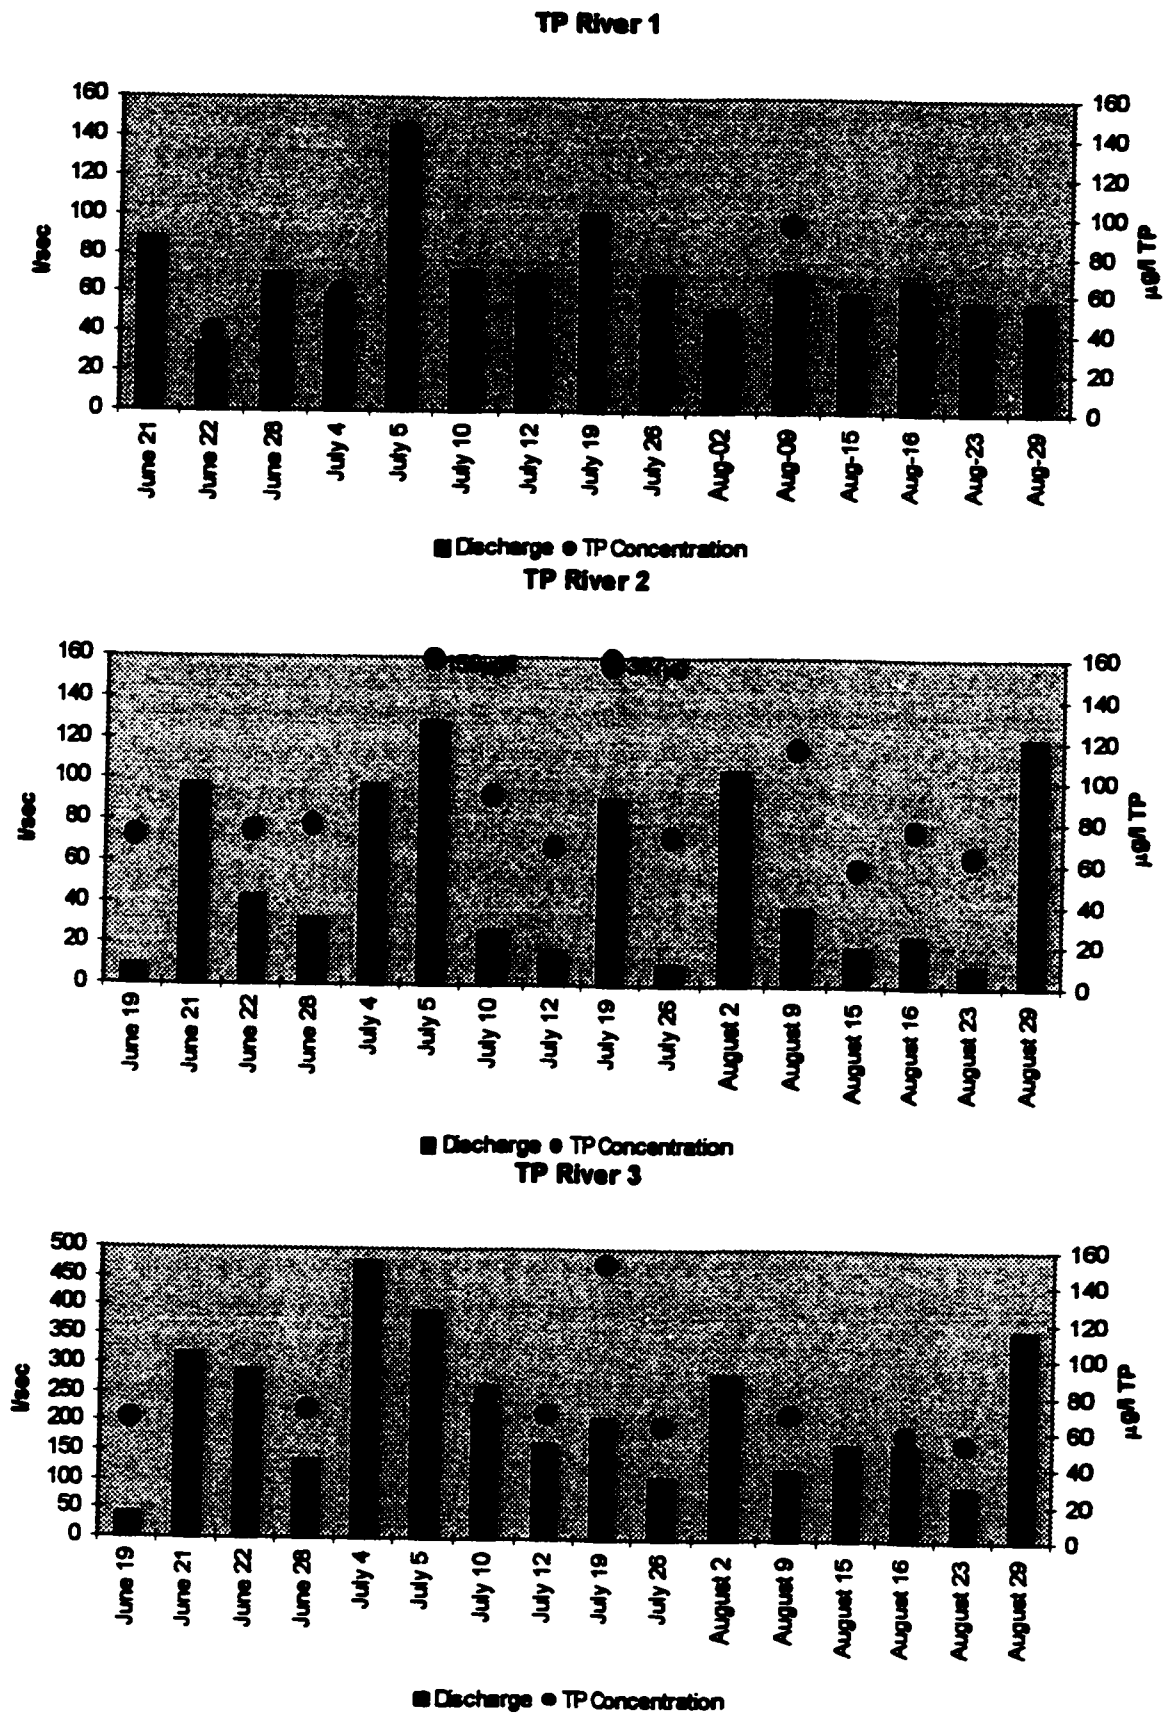 TP River 1
160 160
140 140
120 120
100 100
80 80
60 60
40 40
20 20
0 0
l/sec
µg/l TP
June 21 June 22 June 28 July 4 July 5 July 10 July 12 July 19 July 26 Aug-02 Aug-09 Aug-15 Aug-16 Aug-23 Aug-29
Discharge TP Concentration
TP River 2
160 160
140 140
120 120
100 100
80 80
60 60
40 40
20 20
0 0
l/sec
µg/l TP
June 19 June 21 June 22 June 28 July 4 July 5 July 10 July 12 July 19 July 26 August 2 August 9 August 15 August 16 August 23 August 29
Discharge TP Concentration
TP River 3
500 160
450 140
400 120
350 100
300 80
250 60
200 40
150 20
100 0
50
0
l/sec
µg/l TP
June 19 June 21 June 22 June 28 July 4 July 5 July 10 July 12 July 19 July 26 August 2 August 9 August 15 August 16 August 23 August 29
Discharge TP Concentration